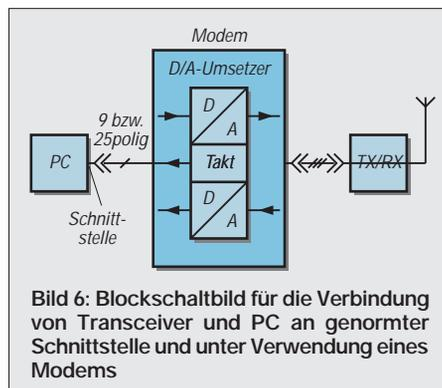 Modem
D/A-Umsetzer
9 bzw.
25polig
D
A
PC
Takt
TX/RX
Schnitt-
stelle
D
A
Bild 6: Blockschaltbild für die Verbindung
von Transceiver und PC an genormter
Schnittstelle und unter Verwendung eines
Modems